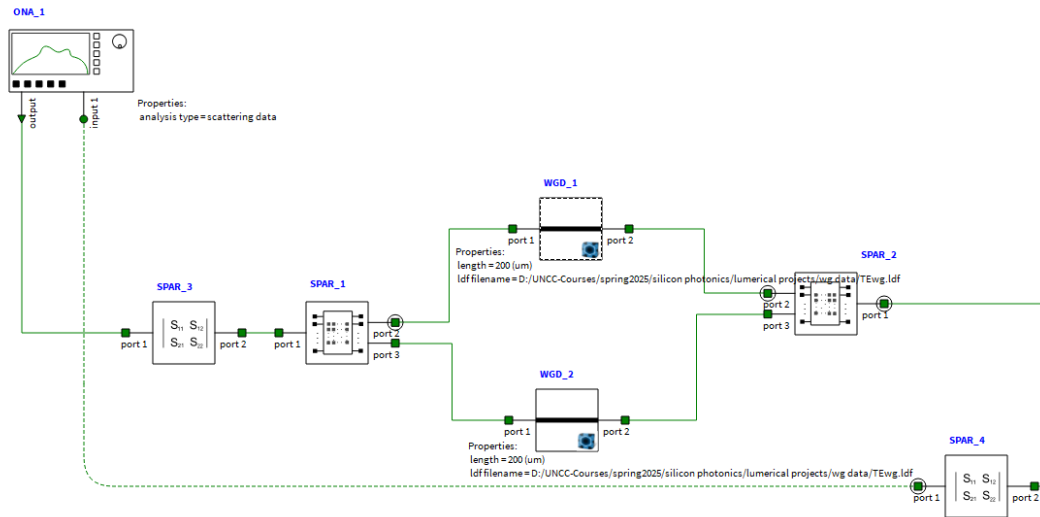 ONA_1
output
input 1
Properties:
analysis type=scattering data
WGD_1
port 1
port 2
Properties:
length = 200 (um)
ldf filename = D:/UNCC-Courses/spring2025/silicon photonics/lumerical projects/wg data/TEwg.ldf
SPAR_2
port 2
port 3
port 1
SPAR_3
S11 S12
S21 S22
port 1
port 2
SPAR_1
port 1
port 2
port 3
WGD_2
port 1
port 2
Properties:
length = 200 (um)
ldf filename = D:/UNCC-Courses/spring2025/silicon photonics/lumerical projects/wg data/TEwg.ldf
SPAR_4
S11 S12
S21 S22
port 1
port 2